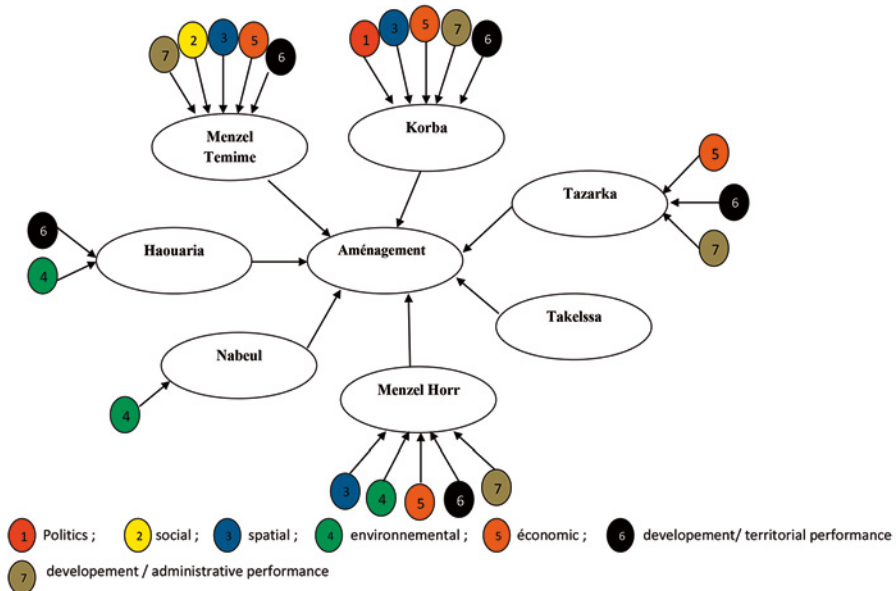 7 2 3 5 6
1 3 5 7 6
Menzel
Temime
Korba
5
Tazarka
6
7
6
Haouaria
4
Aménagement
Takelssa
Nabeul
4
Menzel Horr
3 4 5 6 7
1 Politics ; 2 social ; 3 spatial ; 4 environnemental ; 5 économic ; 6 developement/ territorial performance
7 developement / administrative performance